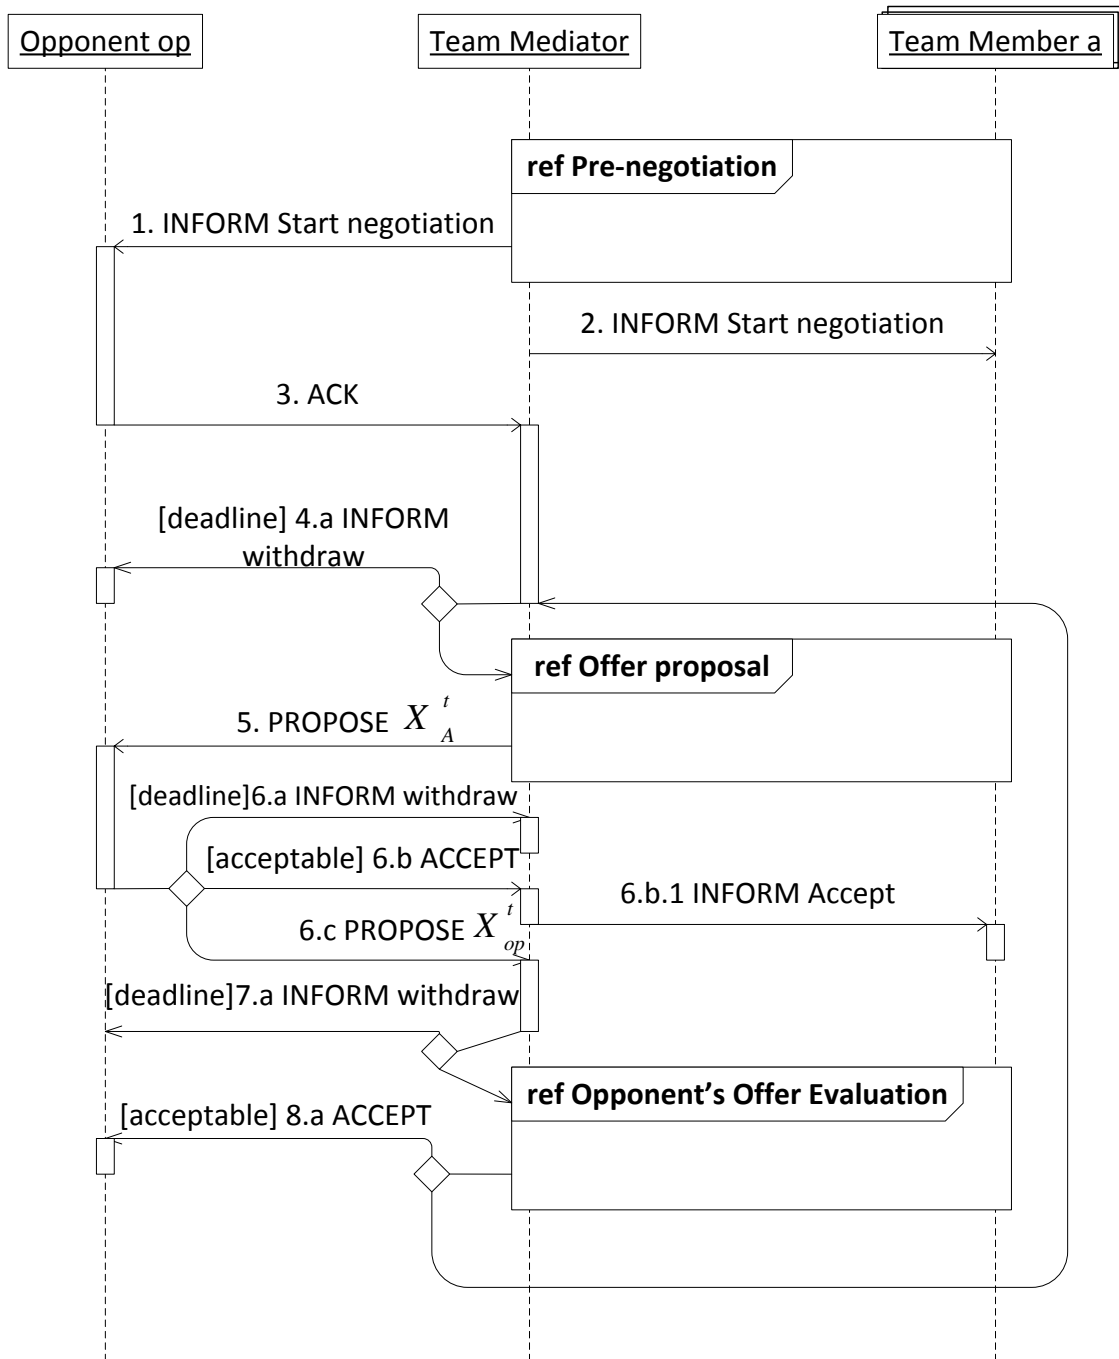 Opponent op
Team Mediator
Team Member a
ref Pre-negotiation
1. INFORM Start negotiation
2. INFORM Start negotiation
3. ACK
[deadline] 4.a INFORM
withdraw
ref Offer proposal
5. PROPOSE X_A^t
[deadline]6.a INFORM withdraw
[acceptable] 6.b ACCEPT
6.b.1 INFORM Accept
6.c PROPOSE X_op^t
[deadline]7.a INFORM withdraw
ref Opponent’s Offer Evaluation
[acceptable] 8.a ACCEPT